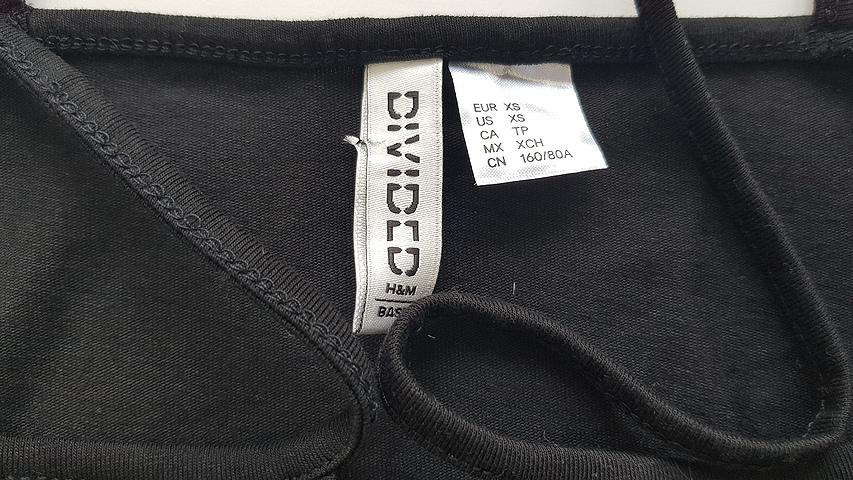 DIVIDED
H&M
EUR XS
US XS
CA TP
MX XCH
CN 160/80A